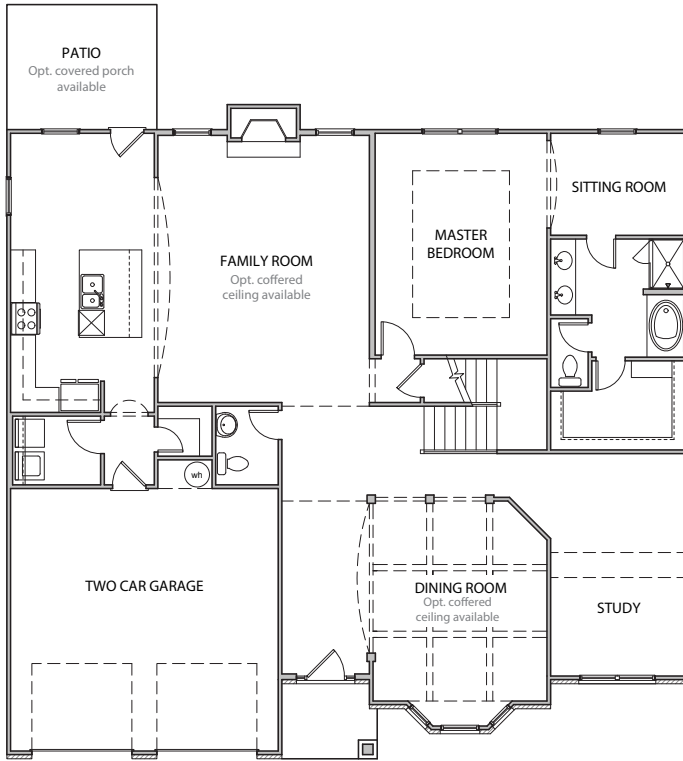 PATIO
Opt. covered porch
available
SITTING ROOM
MASTER
BEDROOM
FAMILY ROOM
Opt. coffered
ceiling available
wh
TWO CAR GARAGE
DINING ROOM
Opt. coffered
ceiling available
STUDY